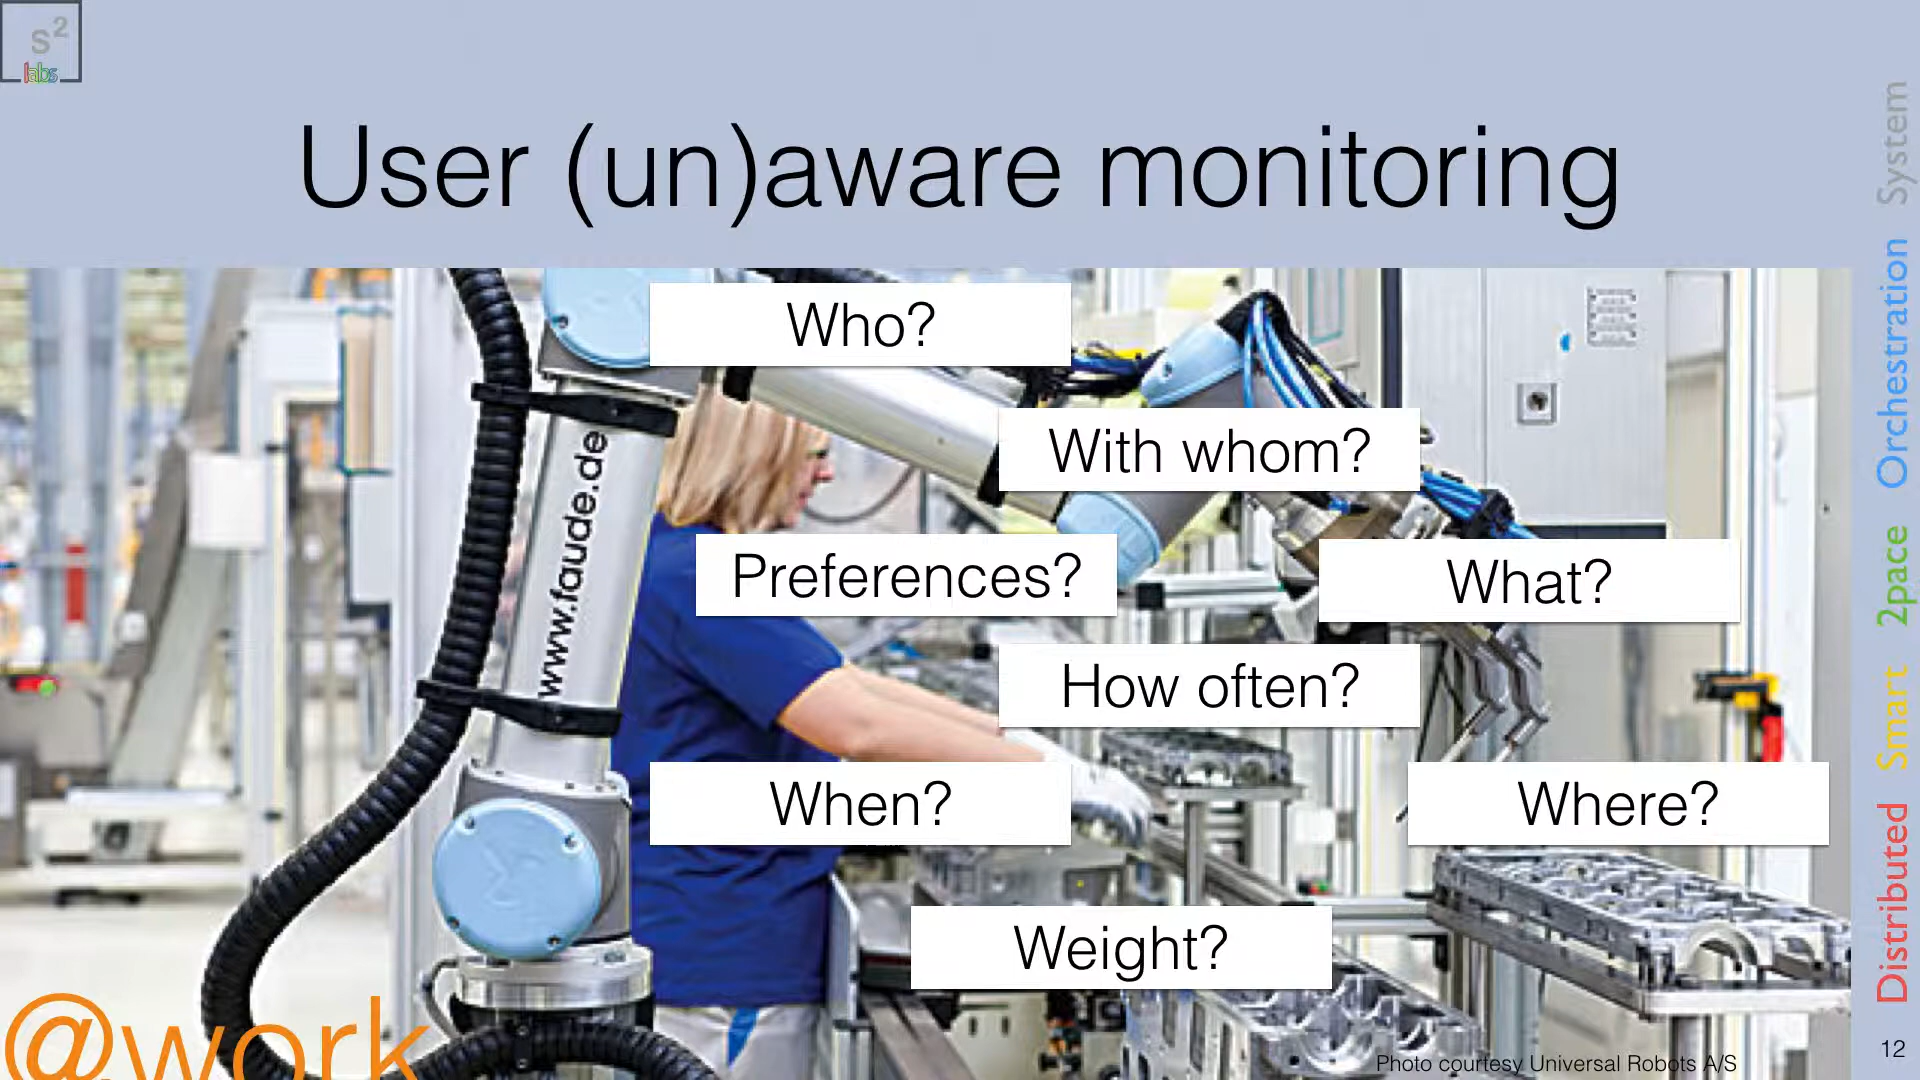 S2
labs
User (un)aware monitoring
Who?
With whom?
www.faude.de
Preferences?
What?
How often?
When?
Where?
Weight?
@work
Photo courtesy Universal Robots A/S
Distributed Smart 2pace Orchestration System
12